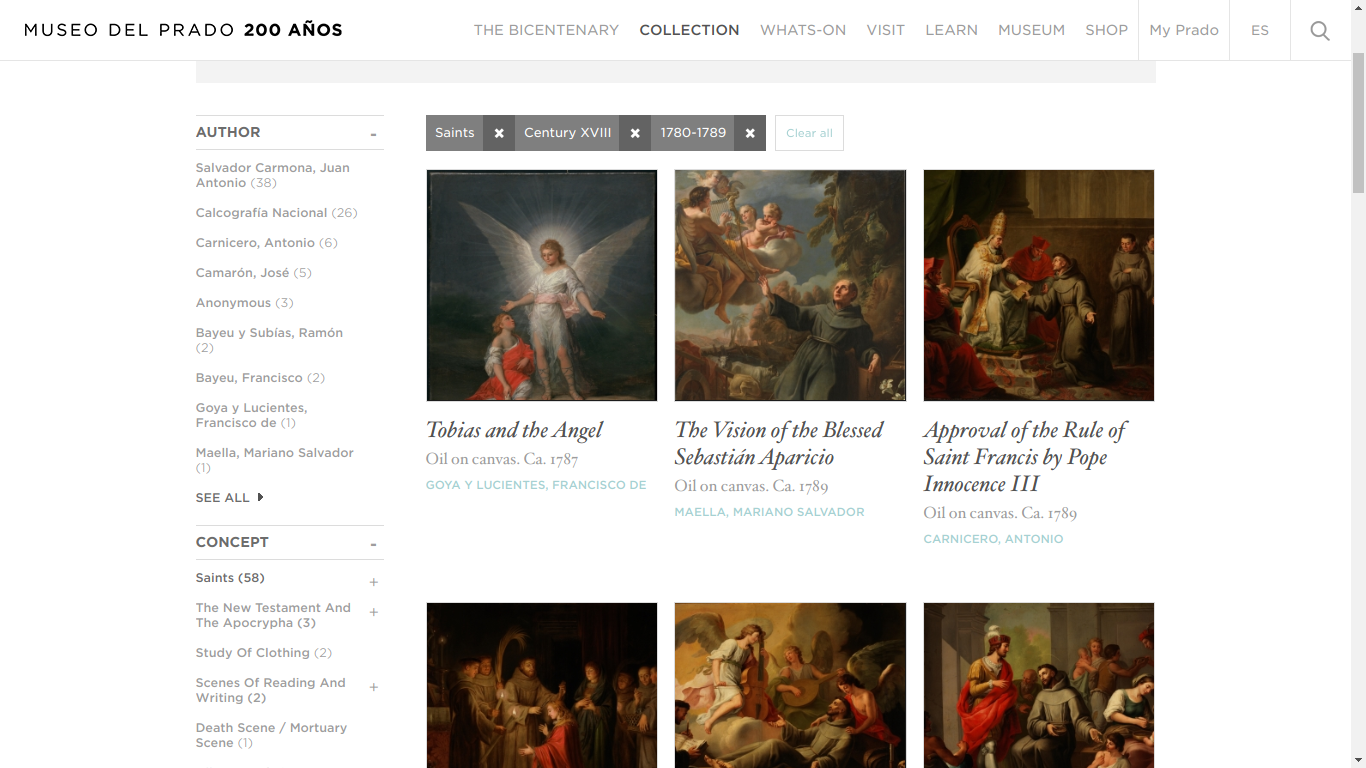 MUSEO DEL PRADO 200 AÑOS
THE BICENTENARY COLLECTION WHATS-ON VISIT LEARN MUSEUM SHOP My Prado ES
AUTHOR -
Salvador Carmona, Juan
Antonio (38)
Calcografía Nacional (26)
Carnicero, Antonio (6)
Camarón, José (5)
Anonymous (3)
Bayeu y Subías, Ramón
(2)
Bayeu, Francisco (2)
Goya y Lucientes,
Francisco de (1)
Maella, Mariano Salvador
(1)
SEE ALL
CONCEPT -
Saints (58) +
The New Testament And +
The Apocrypha (3)
Study Of Clothing (2)
Scenes Of Reading And +
Writing (2)
Death Scene / Mortuary
Scene (1)
Saints ✖ Century XVIII ✖ 1780-1789 ✖ Clear all
Tobias and the Angel
Oil on canvas. Ca. 1787
GOYA Y LUCIENTES, FRANCISCO DE
The Vision of the Blessed
Sebastián Aparicio
Oil on canvas. Ca. 1789
MAELLA, MARIANO SALVADOR
Approval of the Rule of
Saint Francis by Pope
Innocence III
Oil on canvas. Ca. 1789
CARNICERO, ANTONIO